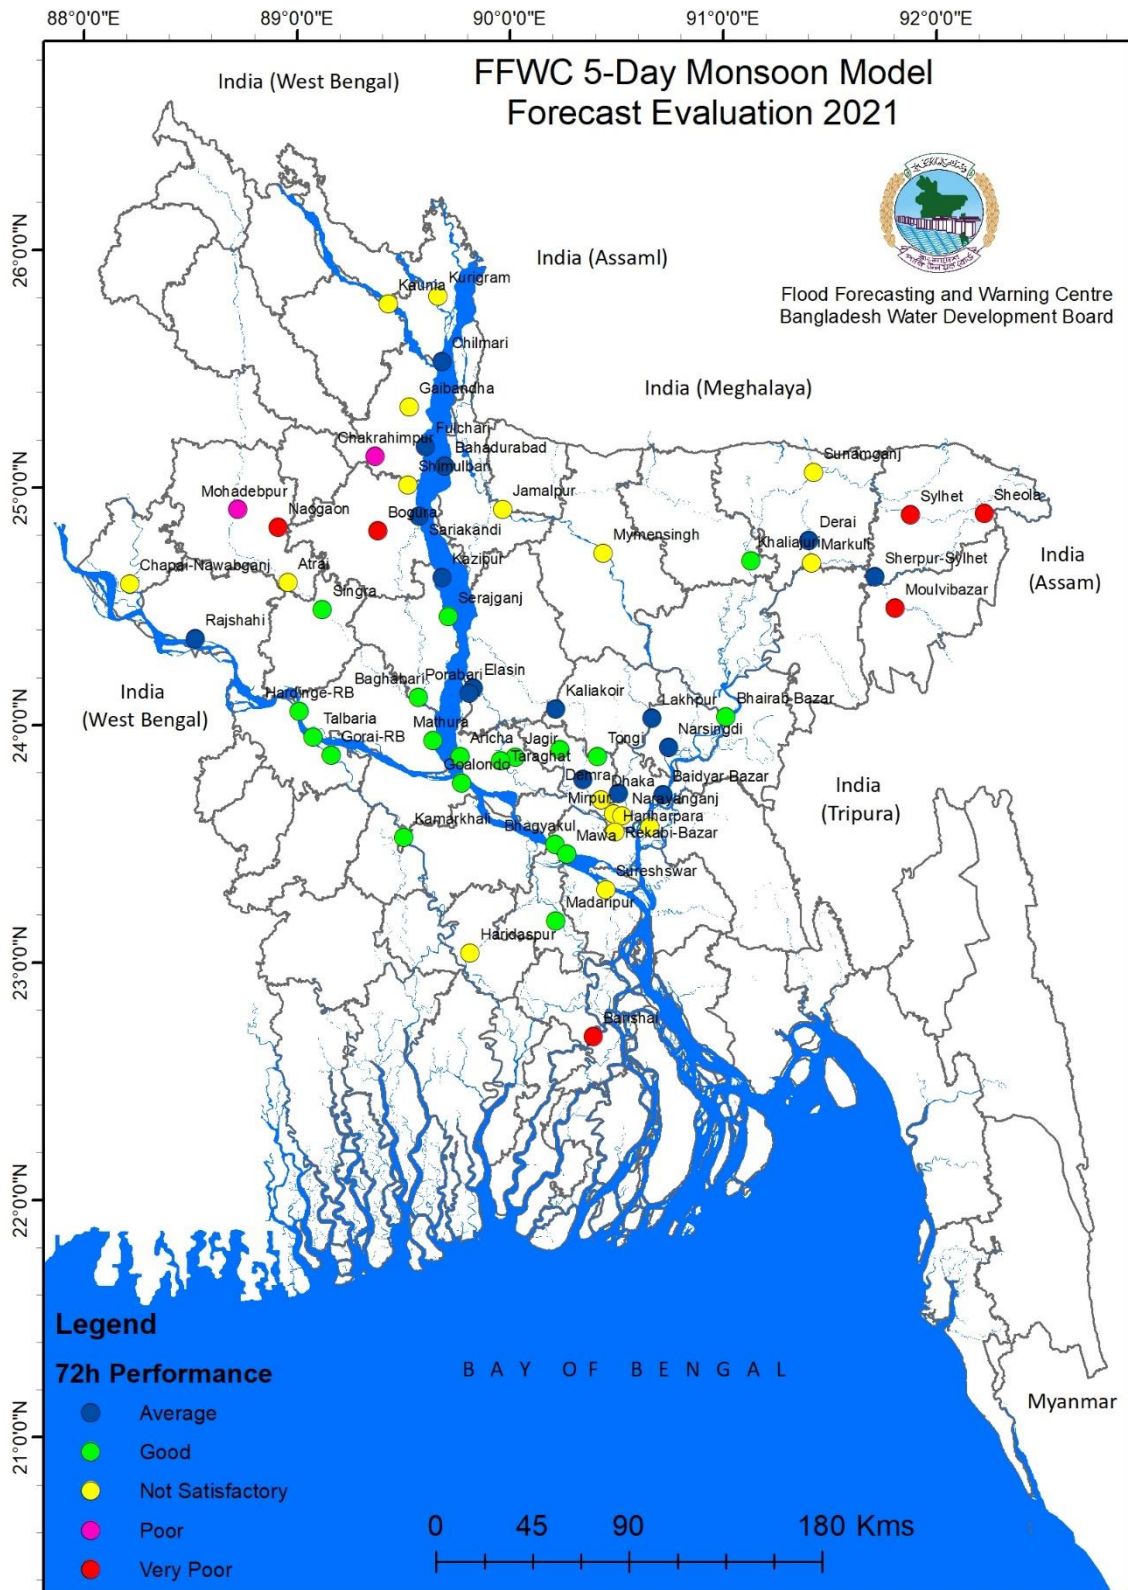 88°0'0"E
89°0'0"E
90°0'0"E
91°0'0"E
92°0'0"E
India (West Bengal)
FFWC 5-Day Monsoon Model
Forecast Evaluation 2021
26°0'0"N
India (Assaml)
Flood Forecasting and Warning Centre
Bangladesh Water Development Board
Kaunia
Kurigram
Chilmari
Gaibandha
India (Meghalaya)
Fulchari
Chakrahimpur
Bahadurabad
Shimulbari
Sunamganj
25°0'0"N
Mohadebpur
Naogaon
Bogura
Sariakandi
Jamalpur
Sylhet
Sheola
Mymensingh
Derai
Khaliajuri
Markuli
Sherpur-Sylhet
India
(Assam)
Chapai-Nawabganj
Atrai
Kazipur
Singra
Serajganj
Moulvibazar
Rajshahi
India
(West Bengal)
Baghabari
Porabari
Elasin
Hardinge-RB
Kaliakoir
Lakhpur
Bhairab-Bazar
24°0'0"N
Talbaria
Gorai-RB
Mathura
Aricha
Jagir
Tongi
Narsingdi
Goalondo
Taraghat
Demra
Dhaka
Baidyar-Bazar
India
(Tripura)
Mirpur
Narayanganj
Hariharpara
Kamarkhali
Bhagyakul
Mawa
Rekabi-Bazar
Sureshswar
Madaripur
Haridaspur
23°0'0"N
Barishal
22°0'0"N
Legend
72h Performance
Average
Good
Not Satisfactory
Poor
Very Poor
BAY OF BENGAL
Myanmar
21°0'0"N
0 45 90 180 Kms